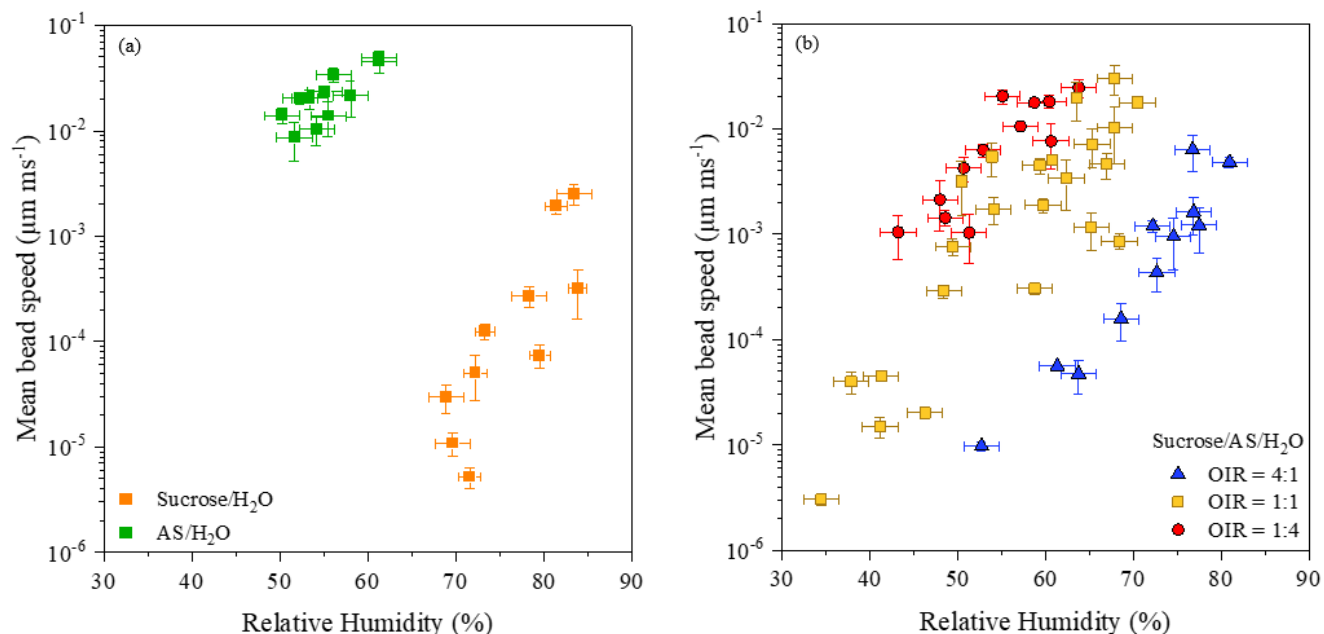 (a)
10⁻¹
10⁻²
10⁻³
10⁻⁴
10⁻⁵
10⁻⁶
Mean bead speed (µm ms⁻¹)
Sucrose/H₂O
AS/H₂O
30 40 50 60 70 80 90
Relative Humidity (%)
(b)
10⁻¹
10⁻²
10⁻³
10⁻⁴
10⁻⁵
10⁻⁶
Mean bead speed (µm ms⁻¹)
Sucrose/AS/H₂O
OIR = 4:1
OIR = 1:1
OIR = 1:4
30 40 50 60 70 80 90
Relative Humidity (%)